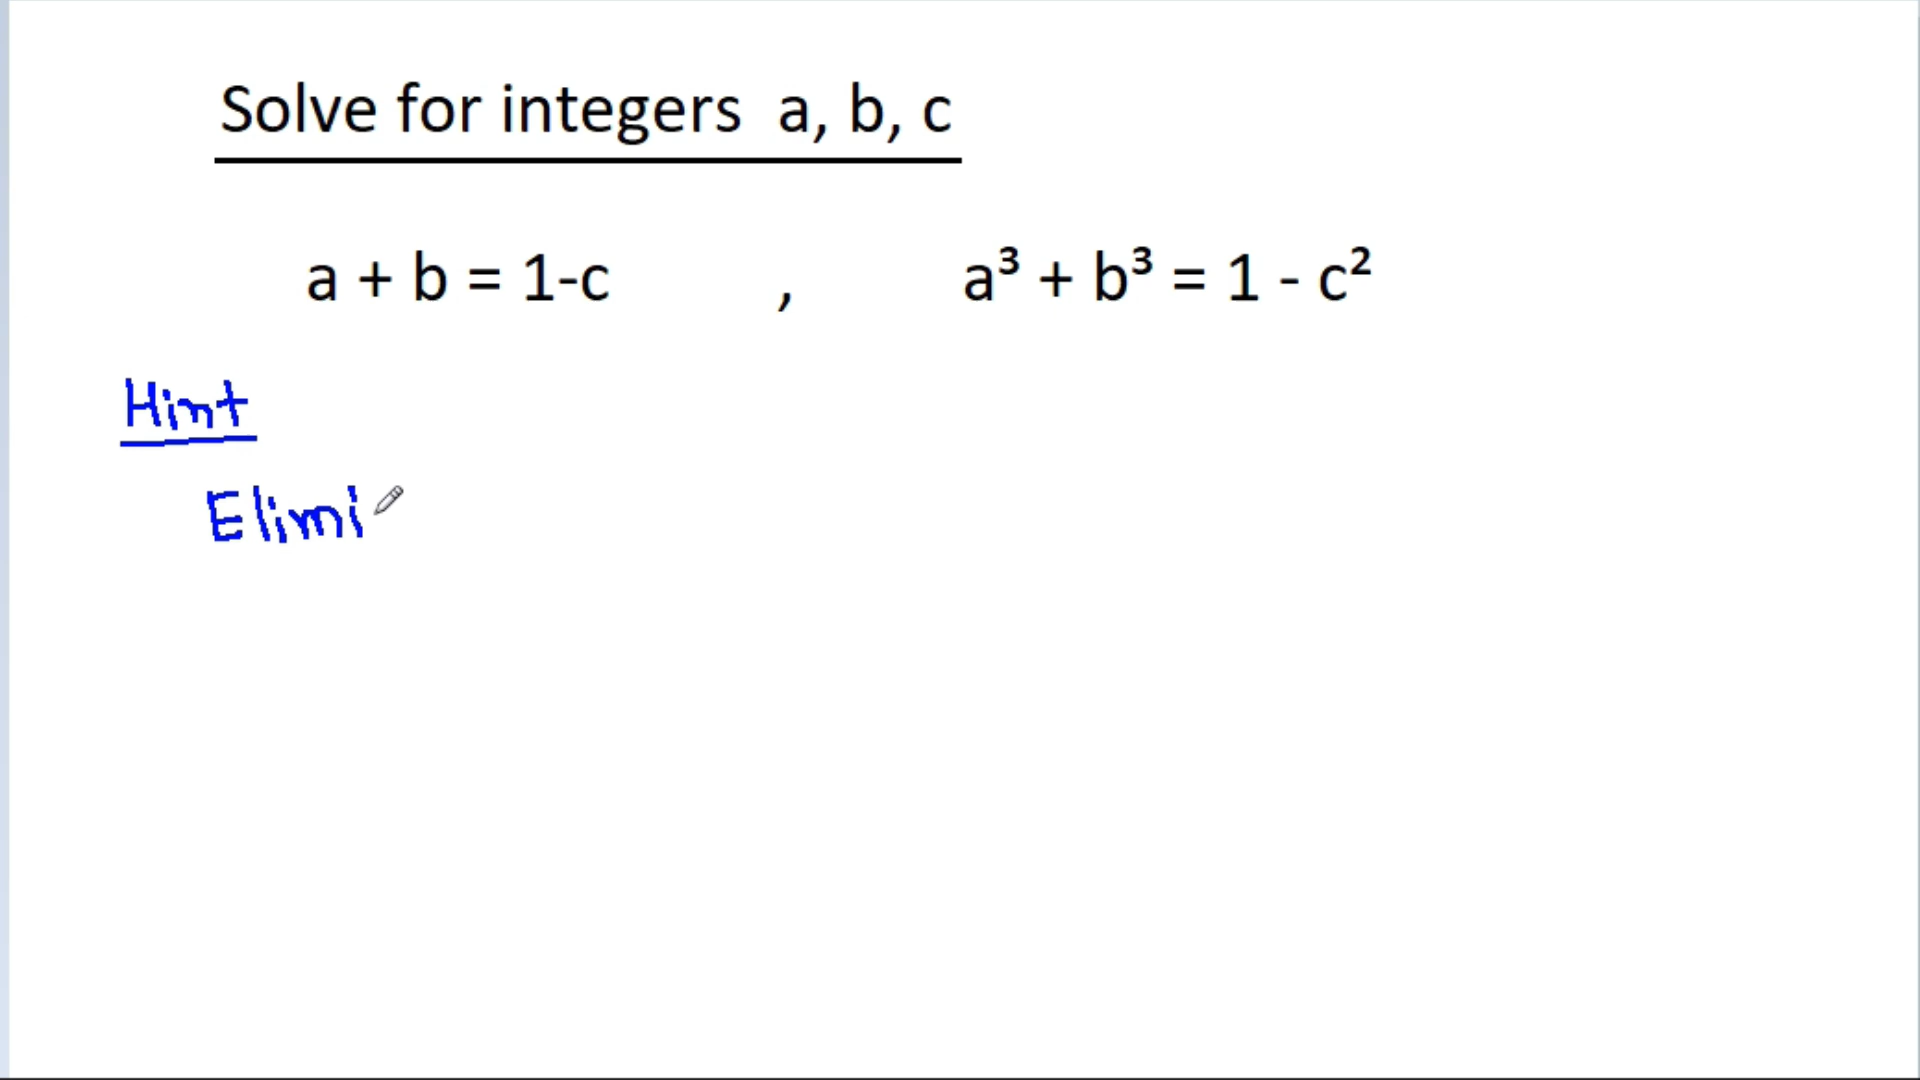 Solve for integers a, b, c
a + b = 1-c , a³ + b³ = 1 - c²
Hint
Elimi